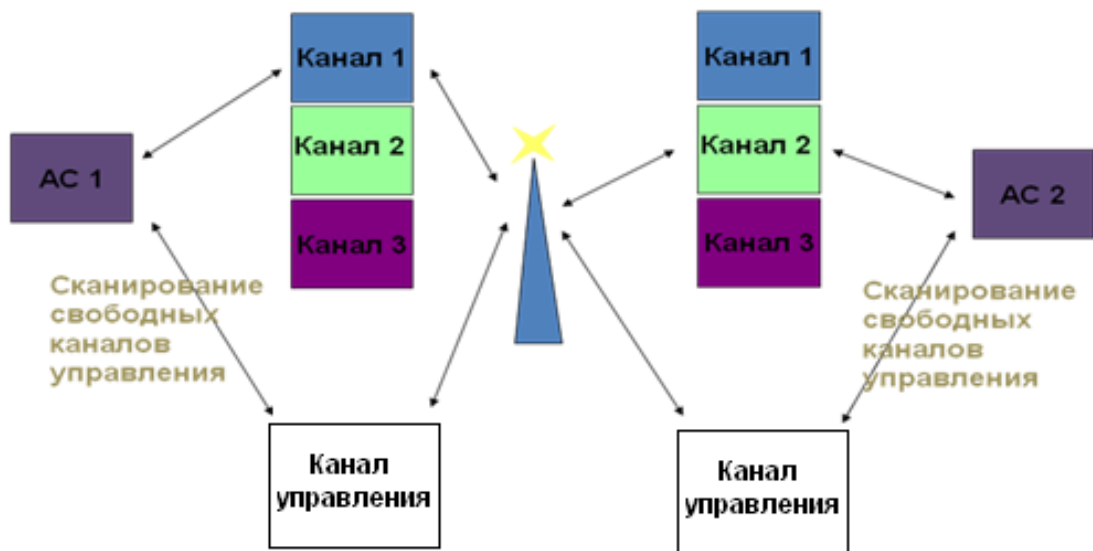 Канал 1
Канал 2
Канал 3
АС 1
Сканирование
свободных
каналов
управления
Канал
управления
Канал 1
Канал 2
Канал 3
АС 2
Сканирование
свободных
каналов
управления
Канал
управления